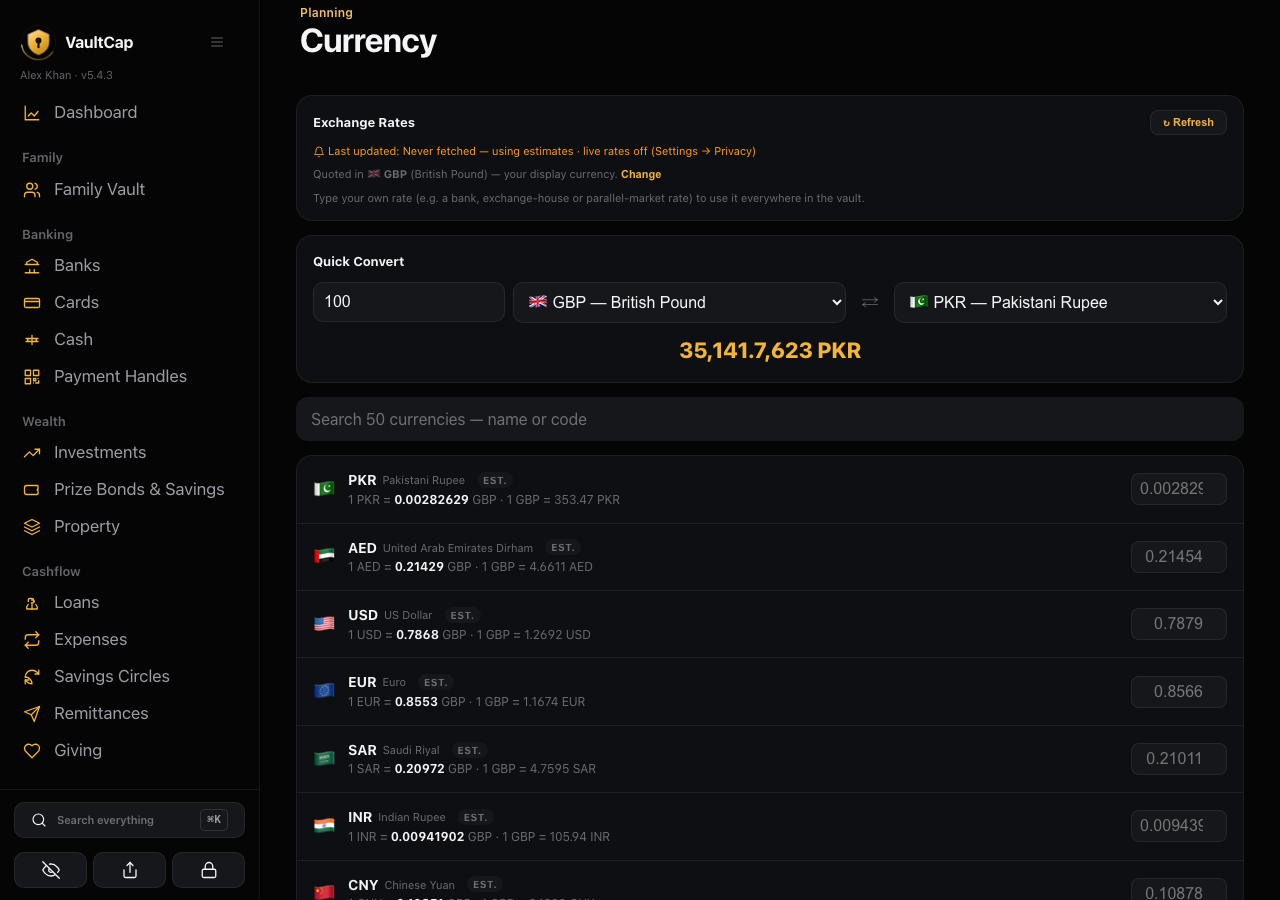 VaultCap
Alex Khan · v5.4.3
Dashboard
Family
Family Vault
Banking
Banks
Cards
Cash
Payment Handles
Wealth
Investments
Prize Bonds & Savings
Property
Cashflow
Loans
Expenses
Savings Circles
Remittances
Giving
Search everything ⌘K
Planning
Currency
Exchange Rates
↻ Refresh
Last updated: Never fetched — using estimates · live rates off (Settings → Privacy)
Quoted in 🇬🇧 GBP (British Pound) — your display currency. Change
Type your own rate (e.g. a bank, exchange-house or parallel-market rate) to use it everywhere in the vault.
Quick Convert
100 🇬🇧 GBP — British Pound ⇄ 🇵🇰 PKR — Pakistani Rupee
35,141.7,623 PKR
Search 50 currencies — name or code
PKR Pakistani Rupee EST.
1 PKR = 0.00282629 GBP · 1 GBP = 353.47 PKR
0.002829
AED United Arab Emirates Dirham EST.
1 AED = 0.21429 GBP · 1 GBP = 4.6611 AED
0.21454
USD US Dollar EST.
1 USD = 0.7868 GBP · 1 GBP = 1.2692 USD
0.7879
EUR Euro EST.
1 EUR = 0.8553 GBP · 1 GBP = 1.1674 EUR
0.8566
SAR Saudi Riyal EST.
1 SAR = 0.20972 GBP · 1 GBP = 4.7595 SAR
0.21011
INR Indian Rupee EST.
1 INR = 0.00941902 GBP · 1 GBP = 105.94 INR
0.009439
CNY Chinese Yuan EST.
0.10878